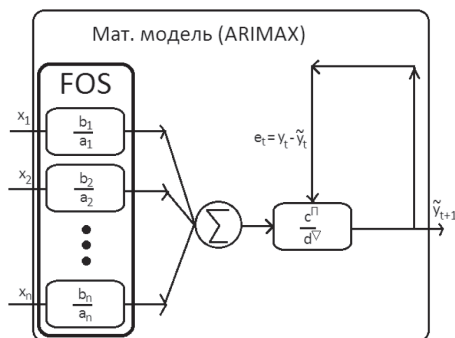 Мат. модель (ARIMAX)
FOS
x1
b1
a1
x2
b2
a2
xn
bn
an
∑
et = yt - ỹt
c^П
d^∇
ỹt+1